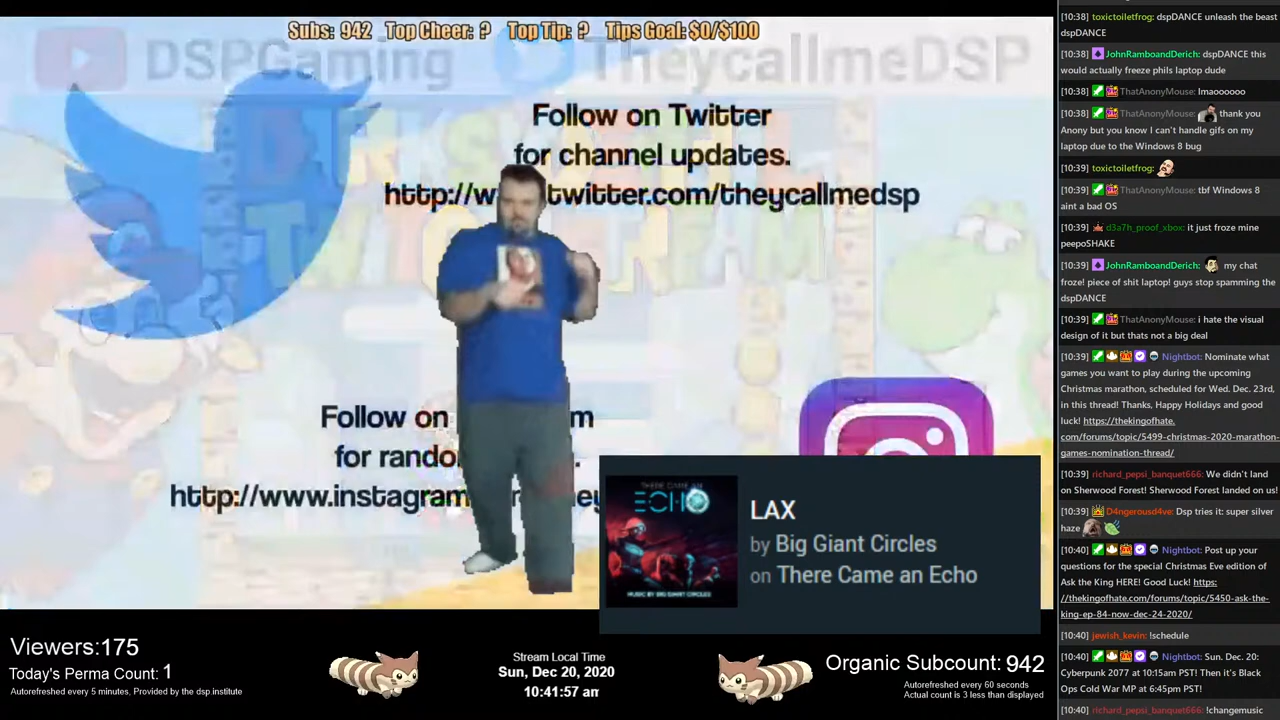 Subs: 942 Top Cheer: ? Top Tip: ? Tips Goal: $0/$100
TheycallmeDSP
Follow on Twitter
for channel updates.
twitter.com/theycallmedsp
Follow on
for
http://www.instagram
THERE CAME AN
ECHO
MUSIC BY BIG GIANT CIRCLES
LAX
by Big Giant Circles
on There Came an Echo
Viewers:175
Today's Perma Count: 1
Autorefreshed every 5 minutes, Provided by the dsp institute
Stream Local Time
Sun, Dec 20, 2020
10:41:57 am
Organic Subcount: 942
Autorefreshed every 60 seconds
Actual count is 3 less than displayed
[10:38] toxictoiletfrog: dspDANCE unleash the beast
dspDANCE
[10:38] JohnRamboandDerich: dspDANCE this
would actually freeze phils laptop dude
[10:38] ThatAnonyMouse: lmaoooooo
[10:38] ThatAnonyMouse: thank you
Anony but you know I can't handle gifs on my
laptop due to the Windows 8 bug
[10:39] toxictoiletfrog:
[10:39] ThatAnonyMouse: tbf Windows 8
aint a bad OS
[10:39] d3a7h_proof_xbox: it just froze mine
peepoSHAKE
[10:39] JohnRamboandDerich: my chat
froze! piece of shit laptop! guys stop spamming the
dspDANCE
[10:39] ThatAnonyMouse: i hate the visual
design of it but thats not a big deal
[10:39] Nightbot: Nominate what
games you want to play during the upcoming
Christmas marathon, scheduled for Wed. Dec. 23rd,
in this thread! Thanks, Happy Holidays and good
luck! https://thekingofhate.
com/forums/topic/5499-christmas-2020-marathon-
games-nomination-thread/
[10:39] richard_pepsi_banquet666: We didn't land
on Sherwood Forest! Sherwood Forest landed on us!
[10:39] D4ngerousd4ve: Dsp tries it: super silver
haze
[10:40] Nightbot: Post up your
questions for the special Christmas Eve edition of
Ask the King HERE! Good Luck! https:
//thekingofhate.com/forums/topic/5450-ask-the-
king-ep-84-now-dec-24-2020/
[10:40] jewish_kevin: !schedule
[10:40] Nightbot: Sun. Dec. 20:
Cyberpunk 2077 at 10:15am PST! Then it's Black
Ops Cold War MP at 6:45pm PST!
[10:40] richard_pepsi_banquet666: !changemusic